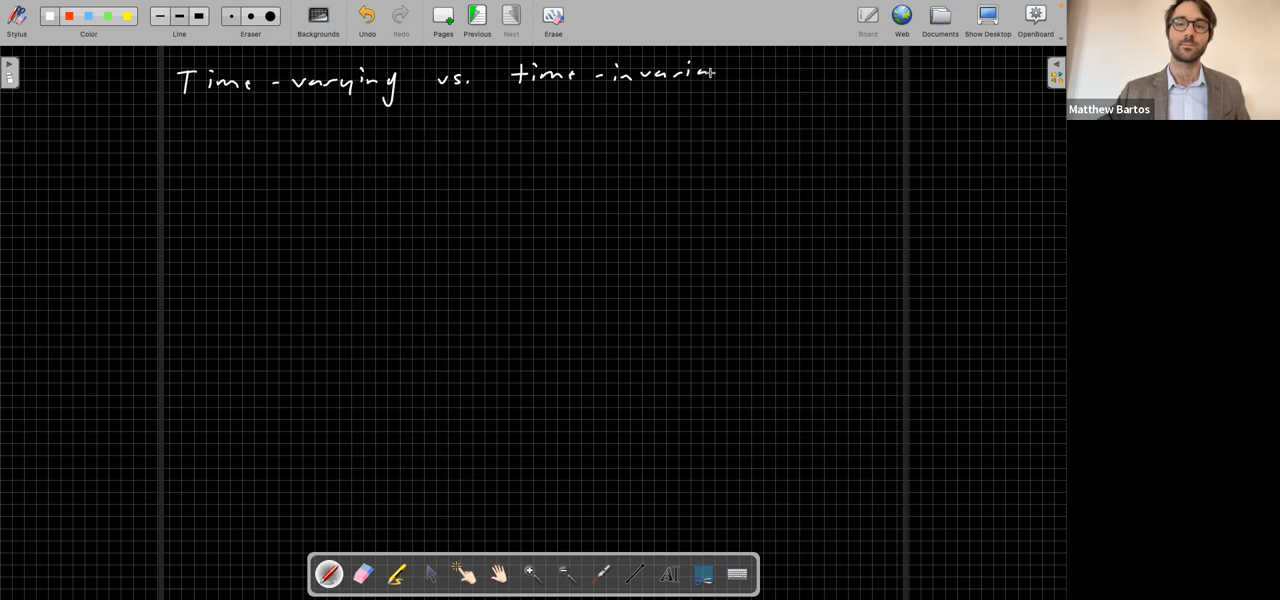 Stylus Color Line Eraser Backgrounds Undo Redo Pages Previous Next Erase Board Web Documents Show Desktop OpenBoard
Time - varying vs. time - invaria
Matthew Bartos
AI